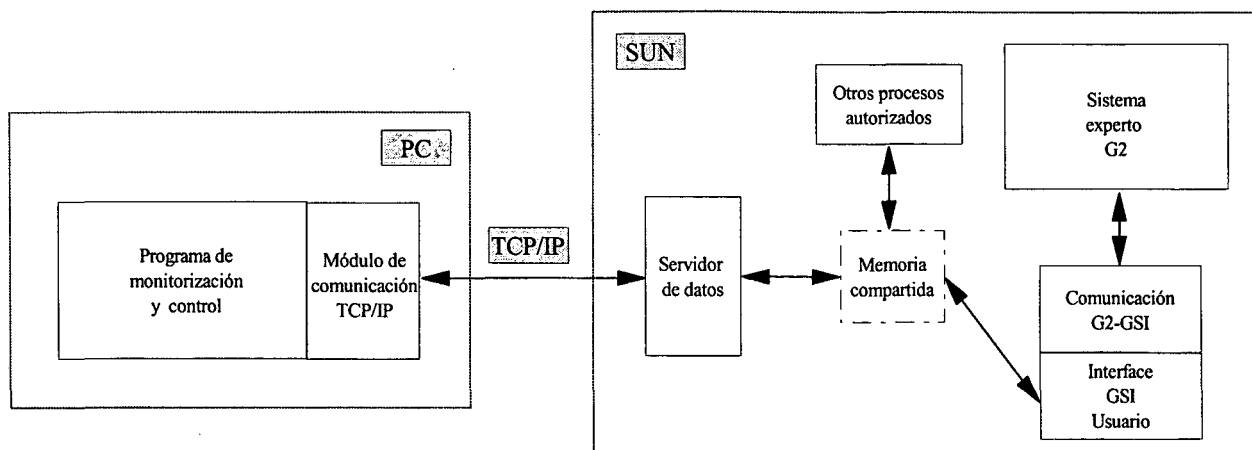 SUN
PC
Programa de
monitorización
y control
Módulo de
comunicación
TCP/IP
TCP/IP
Servidor
de datos
Otros procesos
autorizados
Memoria
compartida
Sistema
experto
G2
Comunicación
G2-GSI
Interface
GSI
Usuario